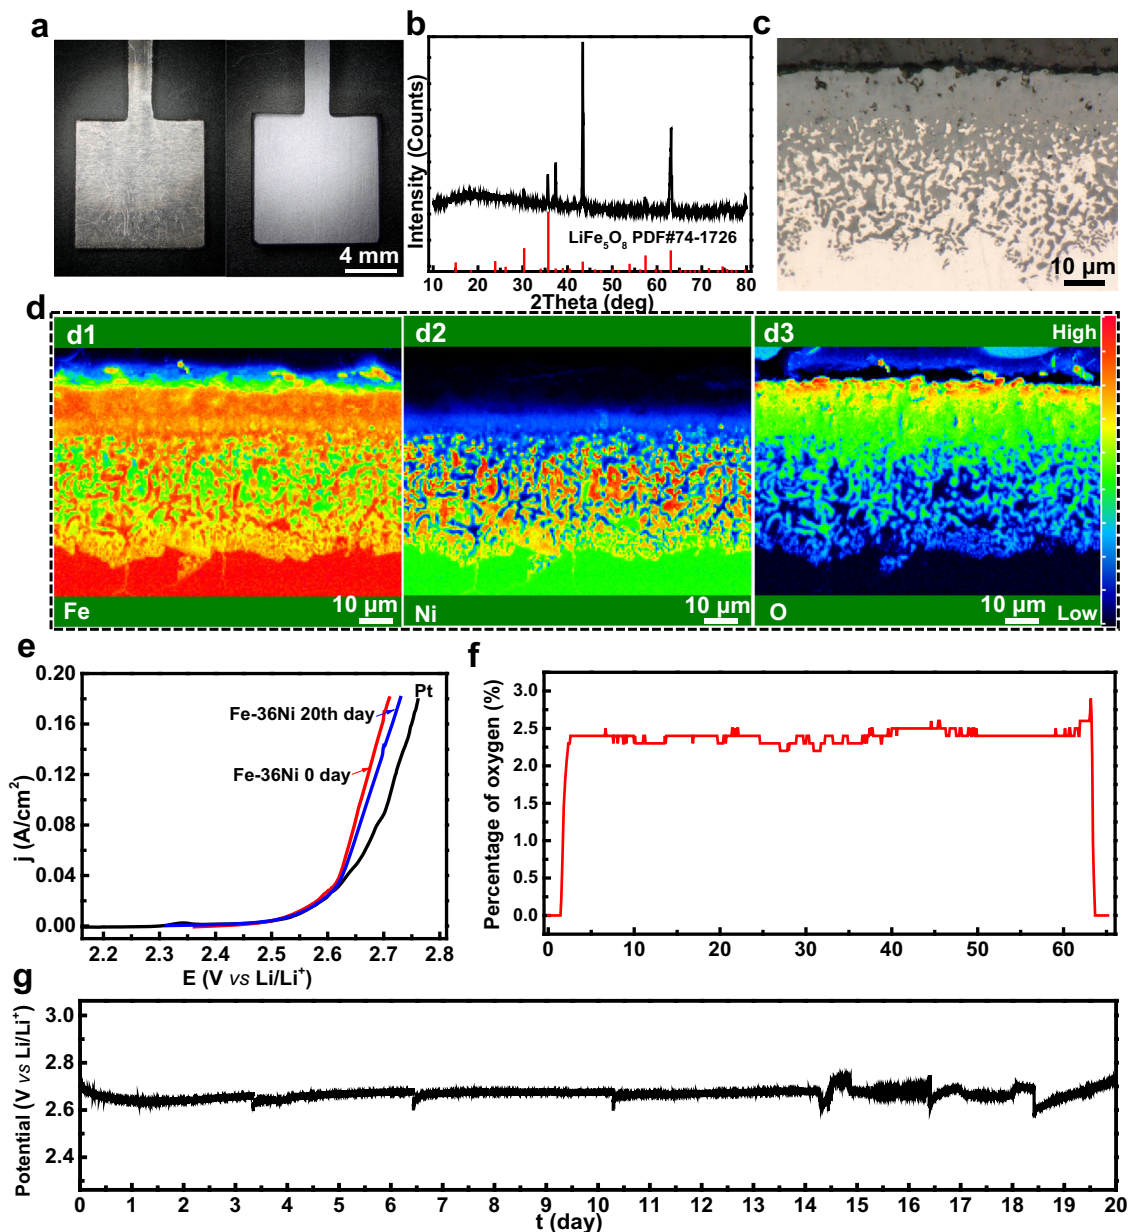 a
4 mm
b
Intensity (Counts)
LiFe₅O₈ PDF#74-1726
10 20 30 40 50 60 70 80
2Theta (deg)
c
10 µm
d
d1
Fe
10 µm
d2
Ni
10 µm
d3
O
10 µm
High
Low
e
j (A/cm²)
0.20
0.16
0.12
0.08
0.04
0.00
Pt
Fe-36Ni 20th day
Fe-36Ni 0 day
2.2 2.3 2.4 2.5 2.6 2.7 2.8
E (V vs Li/Li⁺)
f
Percentage of oxygen (%)
3.0
2.5
2.0
1.5
1.0
0.5
0.0
0 10 20 30 40 50 60
g
Potential (V vs Li/Li⁺)
3.0
2.8
2.6
2.4
0 1 2 3 4 5 6 7 8 9 10 11 12 13 14 15 16 17 18 19 20
t (day)